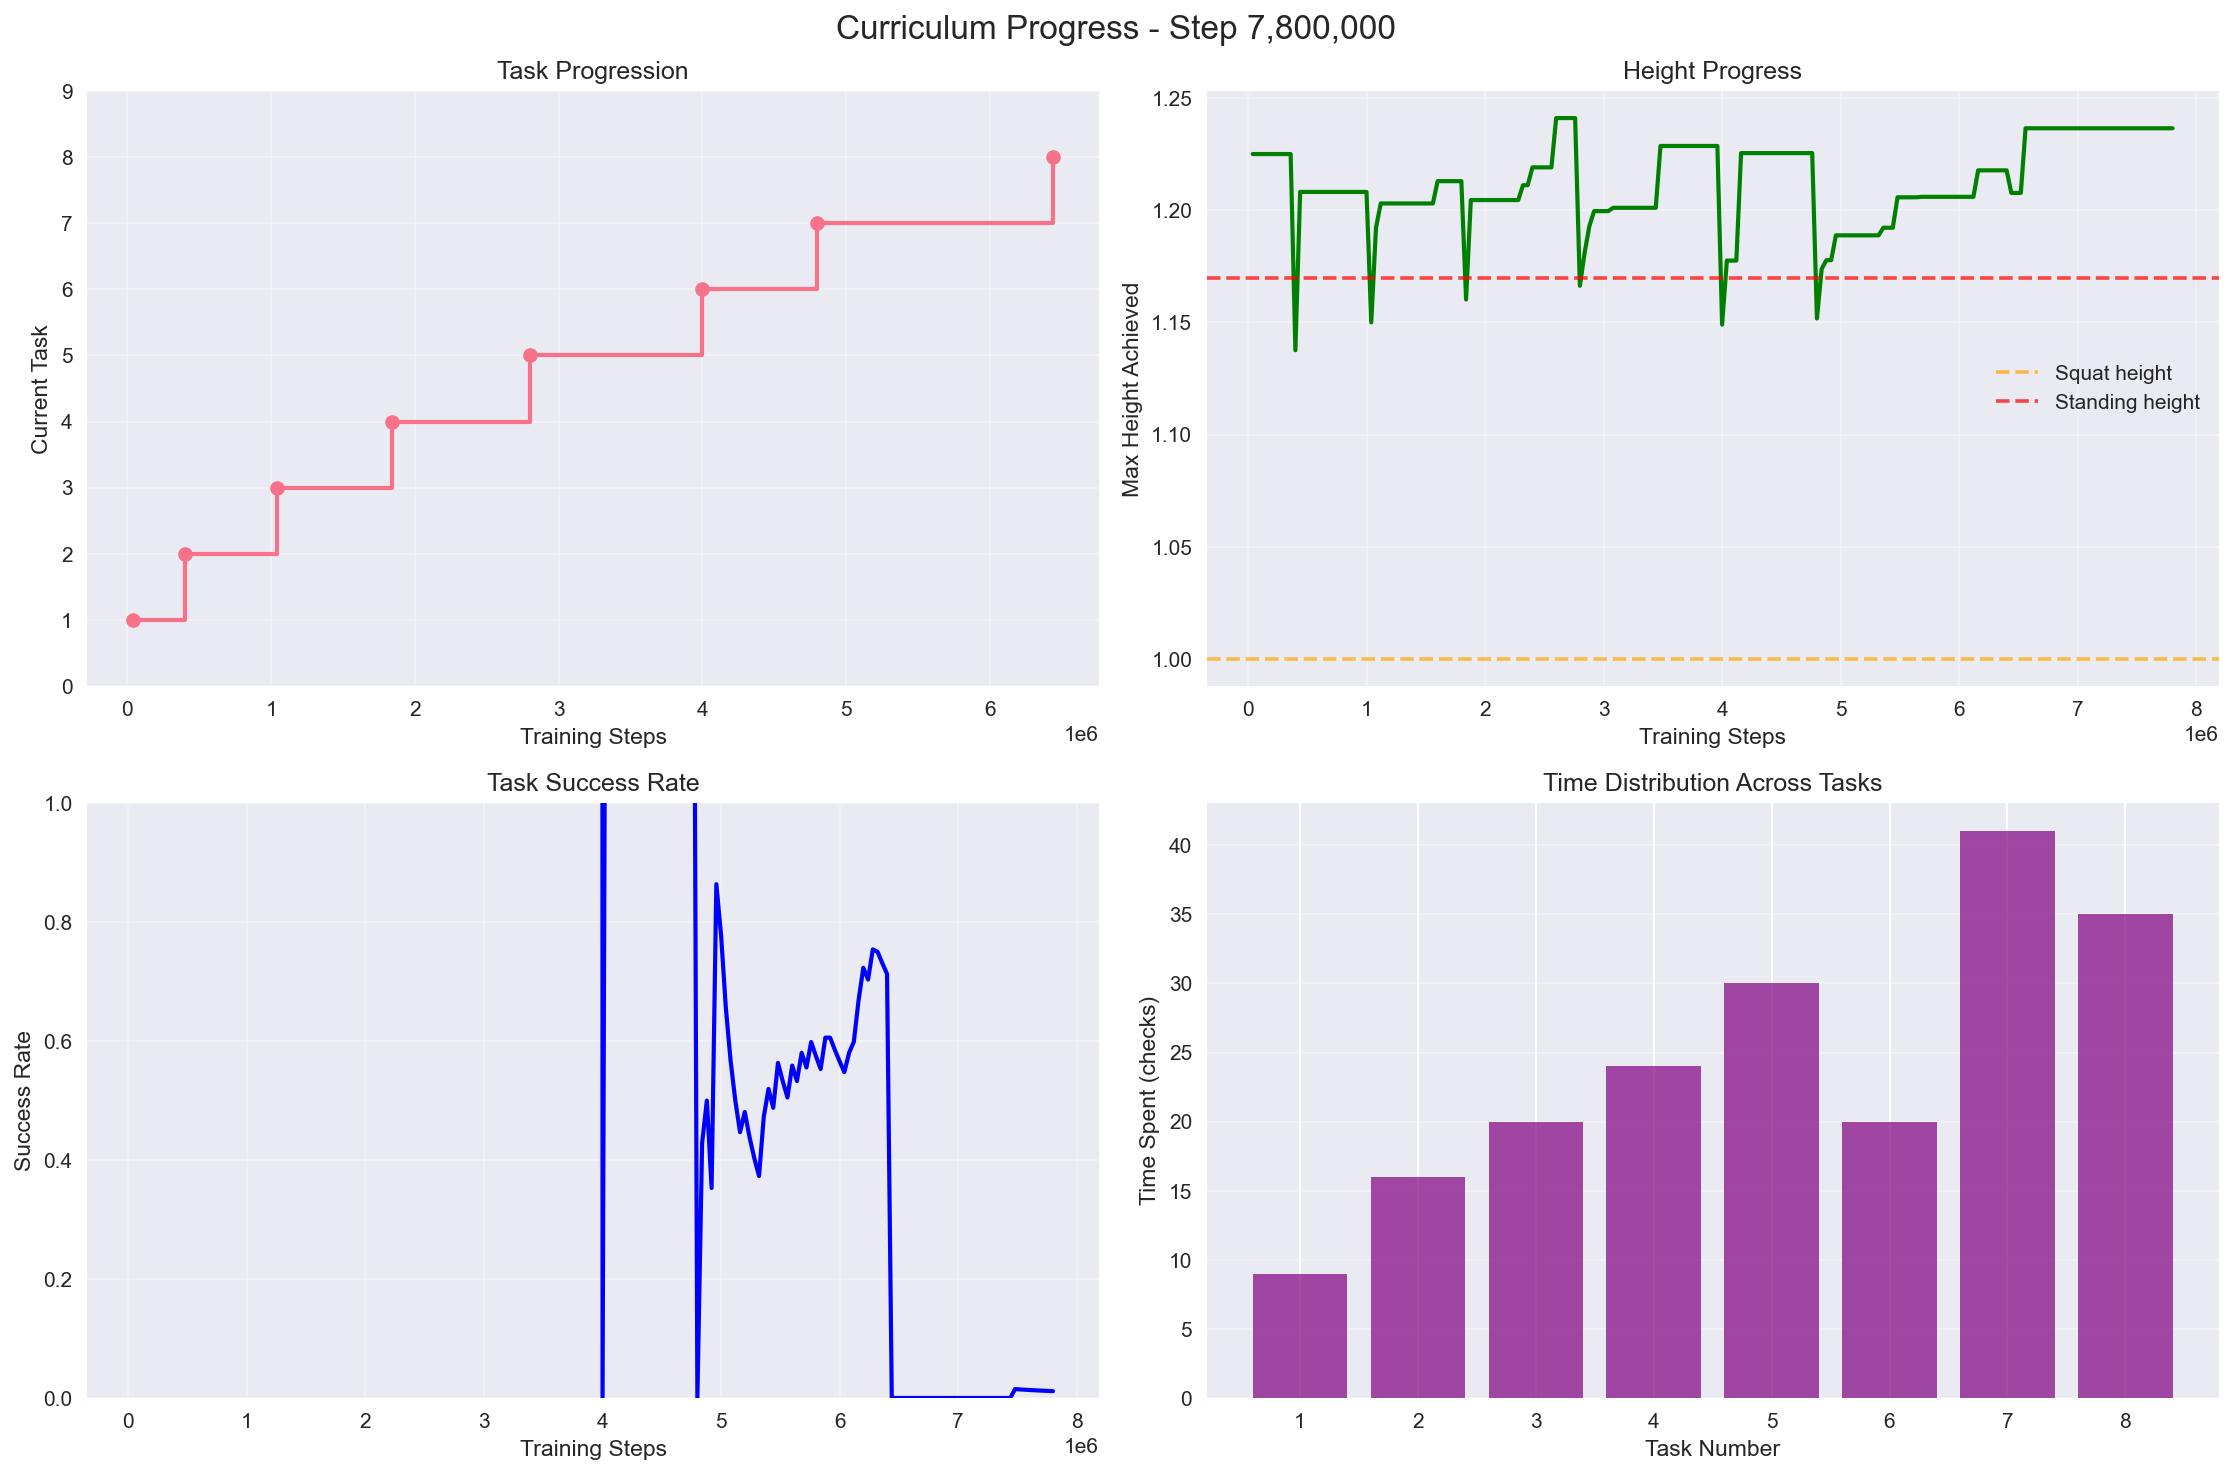 Curriculum Progress - Step 7,800,000
Task Progression
9
8
7
6
5
4
3
2
1
0
Current Task
0 1 2 3 4 5 6
1e6
Training Steps
Height Progress
1.25
1.20
1.15
1.10
1.05
1.00
Max Height Achieved
Squat height
Standing height
0 1 2 3 4 5 6 7 8
1e6
Training Steps
Task Success Rate
1.0
0.8
0.6
0.4
0.2
0.0
Success Rate
0 1 2 3 4 5 6 7 8
1e6
Training Steps
Time Distribution Across Tasks
40
35
30
25
20
15
10
5
0
Time Spent (checks)
1 2 3 4 5 6 7 8
Task Number